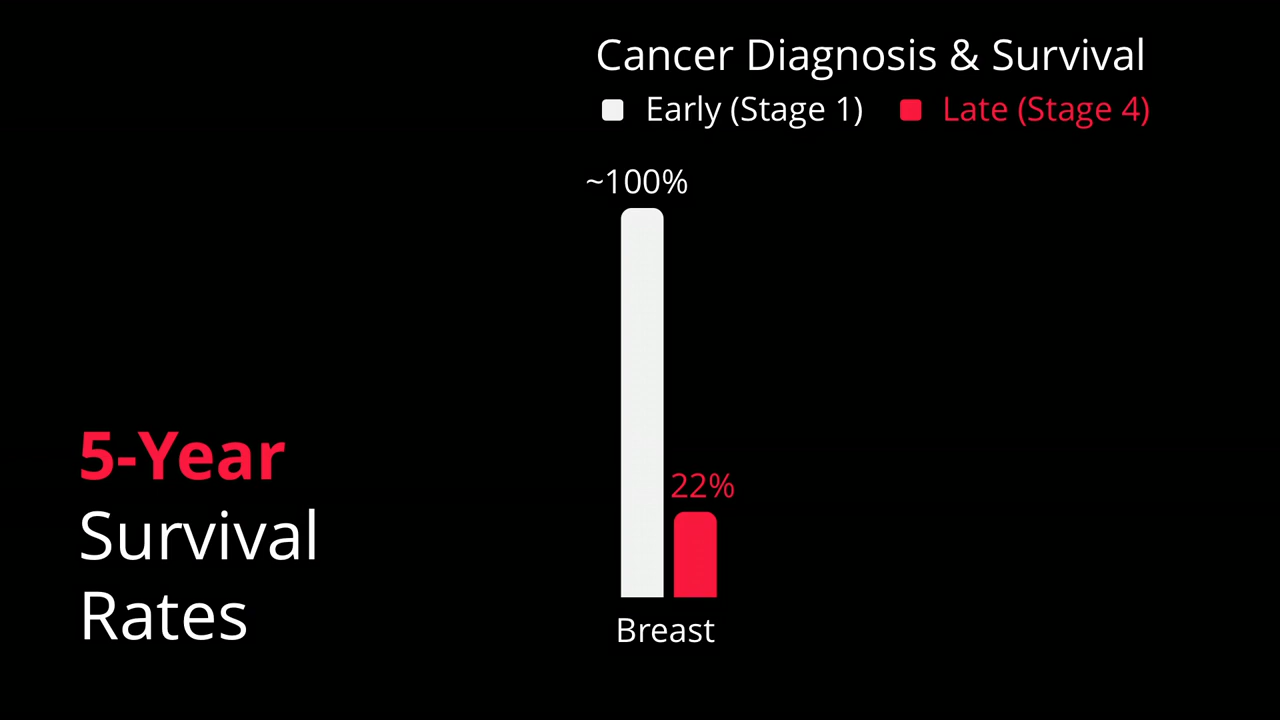 Cancer Diagnosis & Survival
Early (Stage 1) Late (Stage 4)
~100%
22%
Breast
5-Year
Survival
Rates